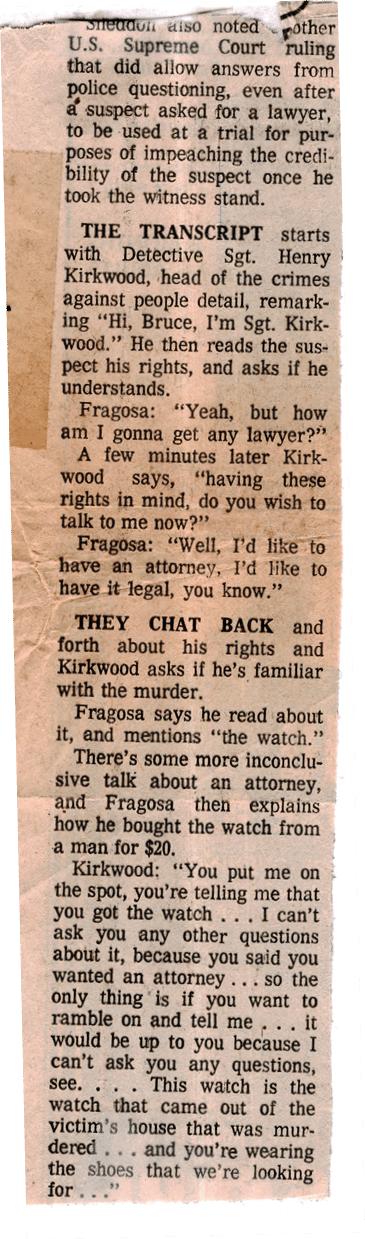 Sheddon also noted other
U.S. Supreme Court ruling
that did allow answers from
police questioning, even after
a suspect asked for a lawyer,
to be used at a trial for pur-
poses of impeaching the credi-
bility of the suspect once he
took the witness stand.
THE TRANSCRIPT starts
with Detective Sgt. Henry
Kirkwood, head of the crimes
against people detail, remark-
ing “Hi, Bruce, I’m Sgt. Kirk-
wood.” He then reads the sus-
pect his rights, and asks if he
understands.
Fragosa: “Yeah, but how
am I gonna get any lawyer?”
A few minutes later Kirk-
wood says, “having these
rights in mind, do you wish to
talk to me now?”
Fragosa: “Well, I’d like to
have an attorney, I’d like to
have it legal, you know.”
THEY CHAT BACK and
forth about his rights and
Kirkwood asks if he’s familiar
with the murder.
Fragosa says he read about
it, and mentions “the watch.”
There’s some more inconclu-
sive talk about an attorney,
and Fragosa then explains
how he bought the watch from
a man for $20.
Kirkwood: “You put me on
the spot, you’re telling me that
you got the watch . . . I can’t
ask you any other questions
about it, because you said you
wanted an attorney . . . so the
only thing is if you want to
ramble on and tell me . . . it
would be up to you because I
can’t ask you any questions,
see. . . . This watch is the
watch that came out of the
victim’s house that was mur-
dered . . . and you’re wearing
the shoes that we’re looking
for . . .”